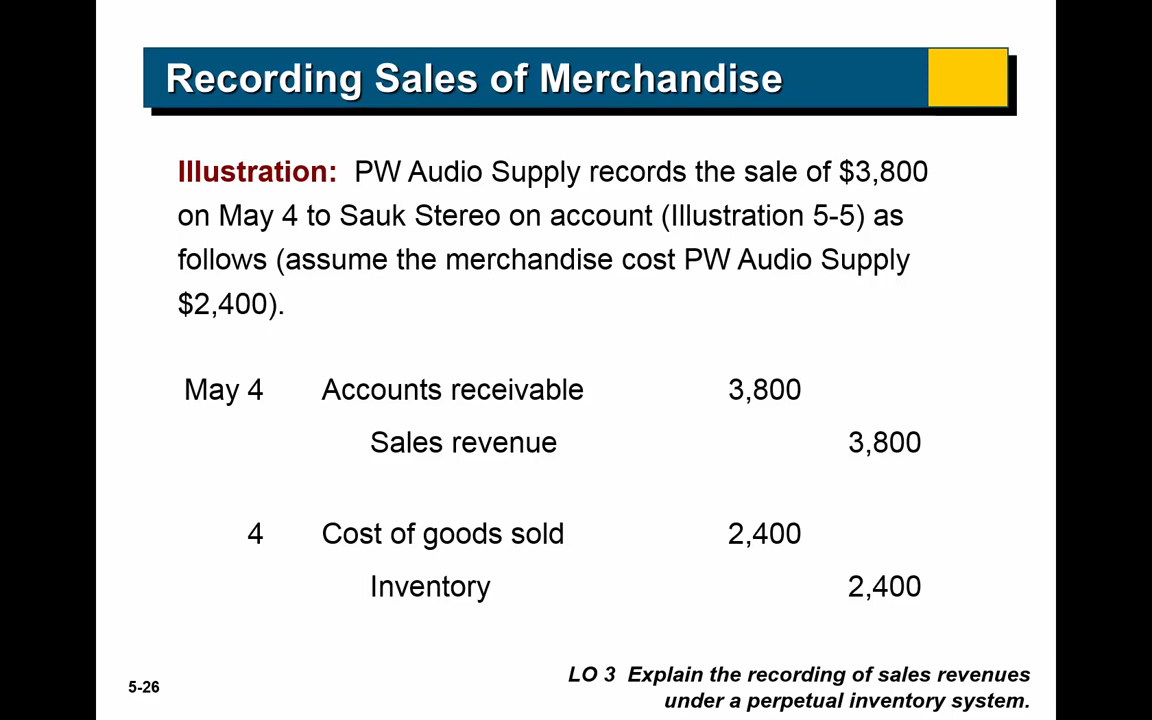 Recording Sales of Merchandise
Illustration: PW Audio Supply records the sale of $3,800
on May 4 to Sauk Stereo on account (Illustration 5-5) as
follows (assume the merchandise cost PW Audio Supply
$2,400).
May 4 Accounts receivable 3,800
Sales revenue 3,800
4 Cost of goods sold 2,400
Inventory 2,400
5-26
LO 3 Explain the recording of sales revenues
under a perpetual inventory system.